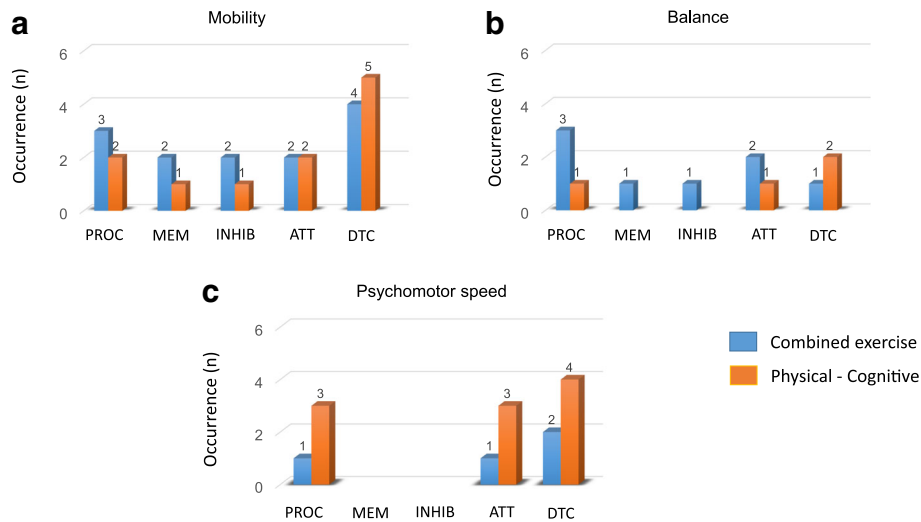 a
Mobility
Occurrence (n)
6
4
2
0
3
2
2
1
2
1
2
2
4
5
PROC MEM INHIB ATT DTC
b
Balance
Occurrence (n)
6
4
2
0
3
1
1
1
2
1
1
2
PROC MEM INHIB ATT DTC
c
Psychomotor speed
Occurrence (n)
6
4
2
0
1
3
1
3
2
4
PROC MEM INHIB ATT DTC
Combined exercise
Physical - Cognitive